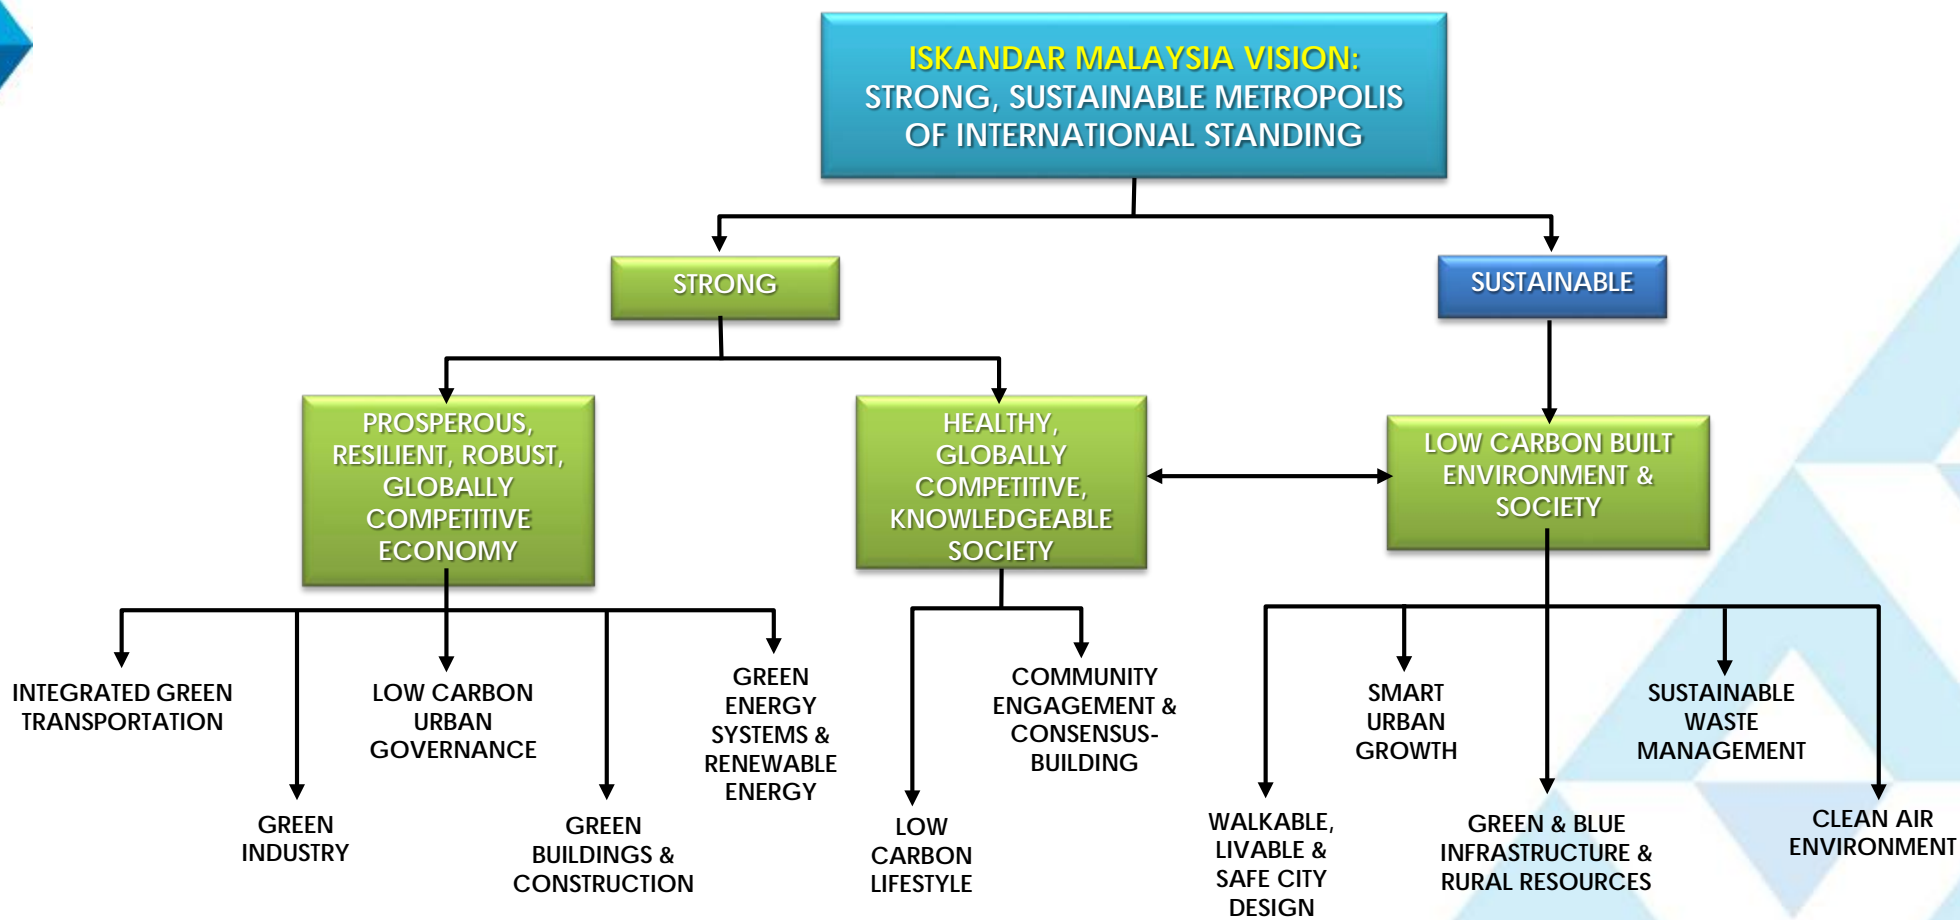 ISKANDAR MALAYSIA VISION:
STRONG, SUSTAINABLE METROPOLIS
OF INTERNATIONAL STANDING
STRONG
SUSTAINABLE
PROSPEROUS,
RESILIENT, ROBUST,
GLOBALLY
COMPETITIVE
ECONOMY
HEALTHY,
GLOBALLY
COMPETITIVE,
KNOWLEDGEABLE
SOCIETY
LOW CARBON BUILT
ENVIRONMENT &
SOCIETY
INTEGRATED GREEN
TRANSPORTATION
GREEN
INDUSTRY
LOW CARBON
URBAN
GOVERNANCE
GREEN
BUILDINGS &
CONSTRUCTION
GREEN
ENERGY
SYSTEMS &
RENEWABLE
ENERGY
LOW
CARBON
LIFESTYLE
COMMUNITY
ENGAGEMENT &
CONSENSUS-
BUILDING
WALKABLE,
LIVABLE &
SAFE CITY
DESIGN
SMART
URBAN
GROWTH
GREEN & BLUE
INFRASTRUCTURE &
RURAL RESOURCES
SUSTAINABLE
WASTE
MANAGEMENT
CLEAN AIR
ENVIRONMENT